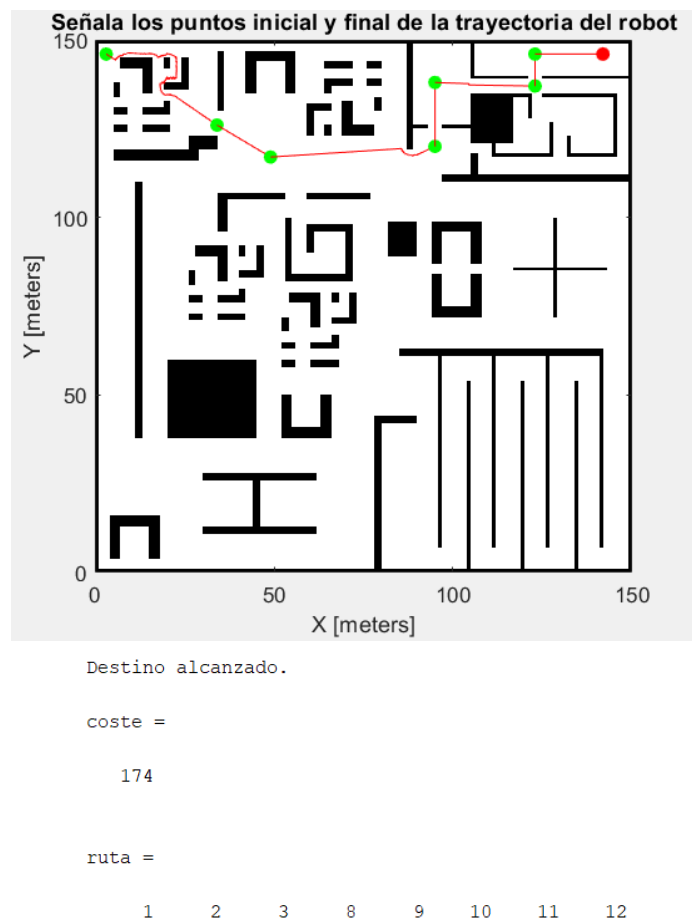 Señala los puntos inicial y final de la trayectoria del robot
150
100
50
0
Y [meters]
0 50 100 150
X [meters]
Destino alcanzado.
coste =
174
ruta =
1 2 3 8 9 10 11 12